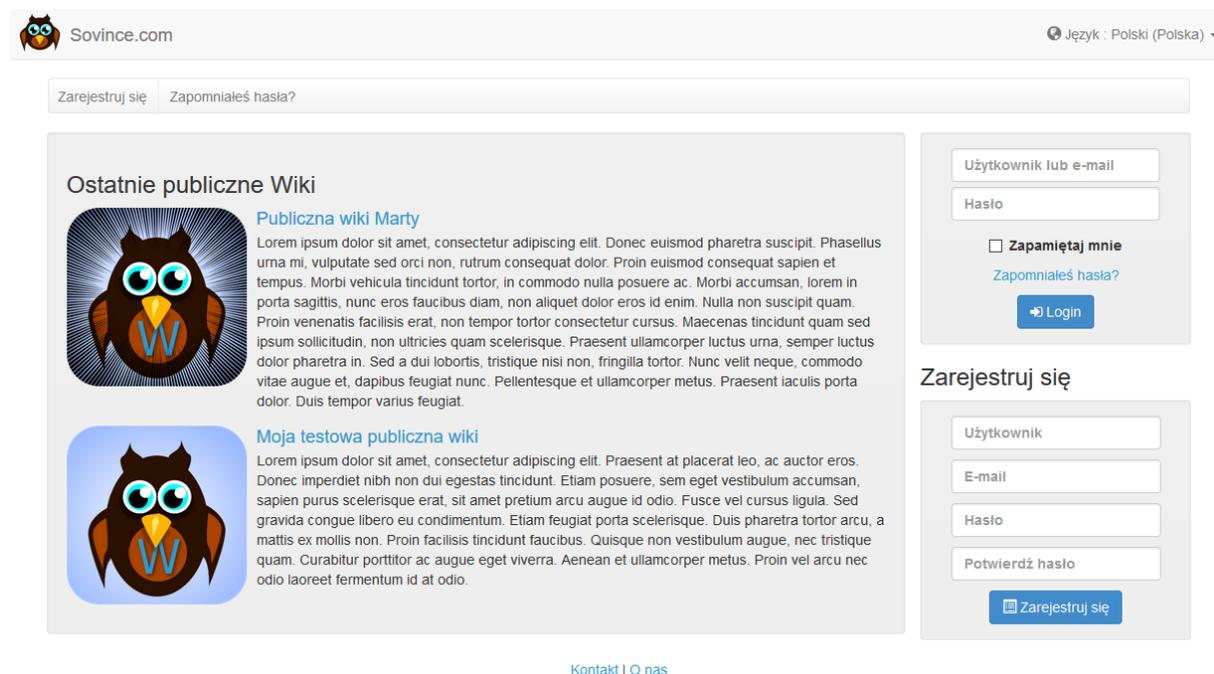 Sovince.com
Język : Polski (Polska)
Zarejestruj się
Zapomniałeś hasła?
Ostatnie publiczne Wiki
Publiczna wiki Marty
Lorem ipsum dolor sit amet, consectetur adipiscing elit. Donec euismod pharetra suscipit. Phasellus
urna mi, vulputate sed orci non, rutrum consequat dolor. Proin euismod consequat sapien et
tempus. Morbi vehicula tincidunt tortor, in commodo nulla posuere ac. Morbi accumsan, lorem in
porta sagittis, nunc eros faucibus diam, non aliquet dolor eros id enim. Nulla non suscipit quam.
Proin venenatis facilisis erat, non tempor tortor consectetur cursus. Maecenas tincidunt quam sed
ipsum sollicitudin, non ultricies quam scelerisque. Praesent ullamcorper luctus urna, semper luctus
dolor pharetra in. Sed a dui lobortis, tristique nisi non, fringilla tortor. Nunc velit neque, commodo
vitae augue et, dapibus feugiat nunc. Pellentesque et ullamcorper metus. Praesent iaculis porta
dolor. Duis tempor varius feugiat.
W
Moja testowa publiczna wiki
Lorem ipsum dolor sit amet, consectetur adipiscing elit. Praesent at placerat leo, ac auctor eros.
Donec imperdiet nibh non dui egestas tincidunt. Etiam posuere, sem eget vestibulum accumsan,
sapien purus scelerisque erat, sit amet pretium arcu augue id odio. Fusce vel cursus ligula. Sed
gravida congue libero eu condimentum. Etiam feugiat porta scelerisque. Duis pharetra tortor arcu, a
mattis ex mollis non. Proin facilisis tincidunt faucibus. Quisque non vestibulum augue, nec tristique
quam. Curabitur porttitor ac augue eget viverra. Aenean et ullamcorper metus. Proin vel arcu nec
odio laoreet fermentum id at odio.
W
Użytkownik lub e-mail
Hasło
Zapamiętaj mnie
Zapomniałeś hasła?
Login
Zarejestruj się
Użytkownik
E-mail
Hasło
Potwierdź hasło
Zarejestruj się
Kontakt | O nas